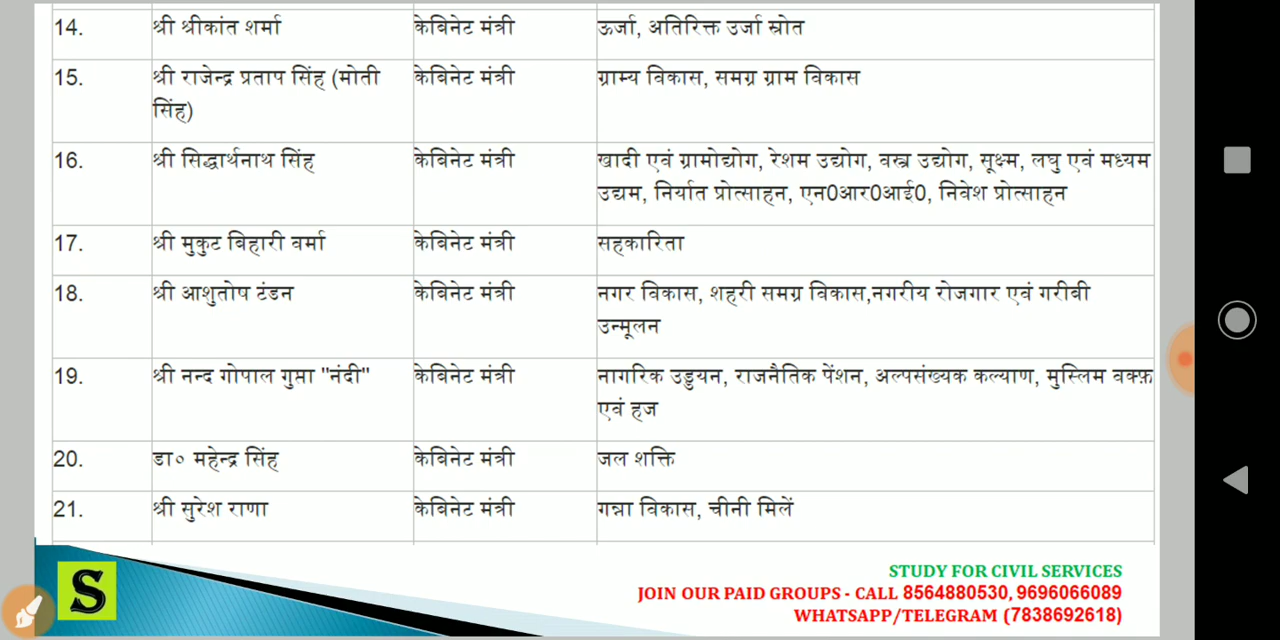 14. श्री श्रीकांत शर्मा केबिनेट मंत्री ऊर्जा, अतिरिक्त उर्जा स्रोत
15. श्री राजेन्द्र प्रताप सिंह (मोती केबिनेट मंत्री ग्राम्य विकास, समग्र ग्राम विकास
सिंह)
16. श्री सिद्धार्थनाथ सिंह केबिनेट मंत्री खादी एवं ग्रामोद्योग, रेशम उद्योग, वस्त्र उद्योग, सूक्ष्म, लघु एवं मध्यम
उद्यम, निर्यात प्रोत्साहन, एन0आर0आई0, निवेश प्रोत्साहन
17. श्री मुकुट बिहारी वर्मा केबिनेट मंत्री सहकारिता
18. श्री आशुतोष टंडन केबिनेट मंत्री नगर विकास, शहरी समग्र विकास,नगरीय रोजगार एवं गरीबी
उन्मूलन
19. श्री नन्द गोपाल गुप्ता "नंदी" केबिनेट मंत्री नागरिक उड्डयन, राजनैतिक पेंशन, अल्पसंख्यक कल्याण, मुस्लिम वक्फ़
एवं हज
20. डा० महेन्द्र सिंह केबिनेट मंत्री जल शक्ति
21. श्री सुरेश राणा केबिनेट मंत्री गन्ना विकास, चीनी मिलें
S
STUDY FOR CIVIL SERVICES
JOIN OUR PAID GROUPS - CALL 8564880530, 9696066089
WHATSAPP/TELEGRAM (7838692618)